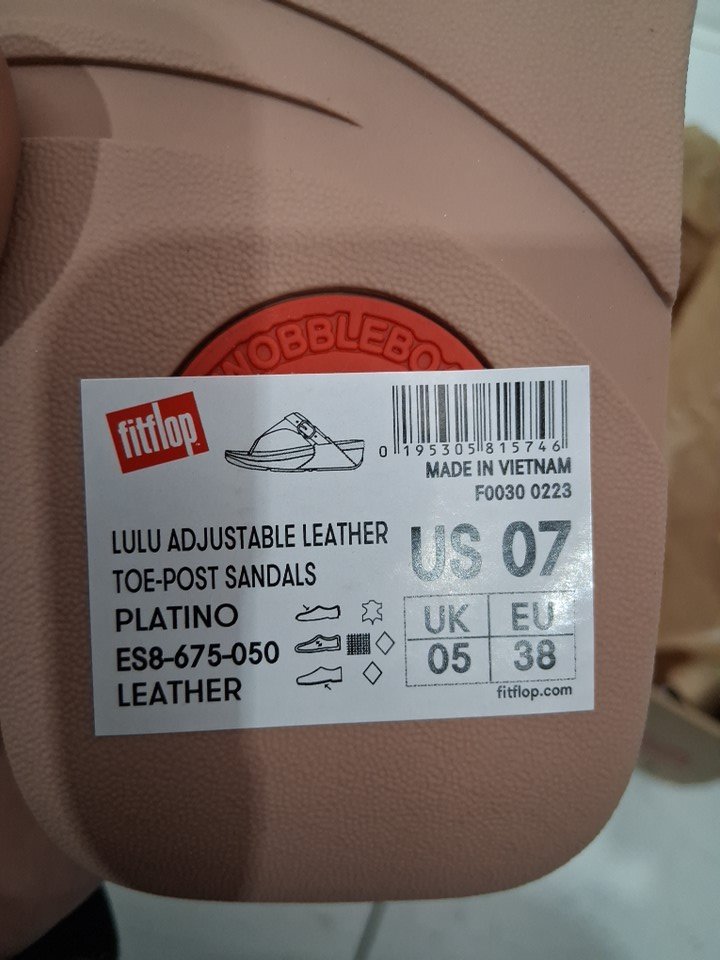 WOBBLEBO
fitflop
0 195305 815746
MADE IN VIETNAM
F0030 0223
LULU ADJUSTABLE LEATHER
TOE-POST SANDALS
PLATINO
ES8-675-050
LEATHER
US 07
UK EU
05 38
fitflop.com